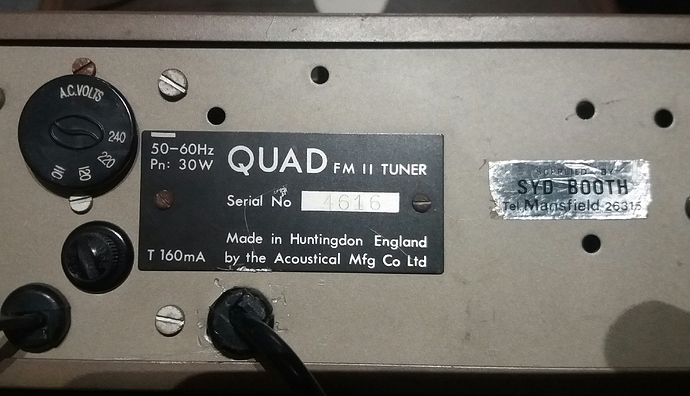 A.C. VOLTS
240
220
110
50-60Hz
Pn: 30W
QUAD FM II TUNER
Serial No 4616
Made in Huntingdon England
T 160mA by the Acoustical Mfg Co Ltd
SUPPLIED BY
SYD BOOTH
Tel. Mansfield 26315